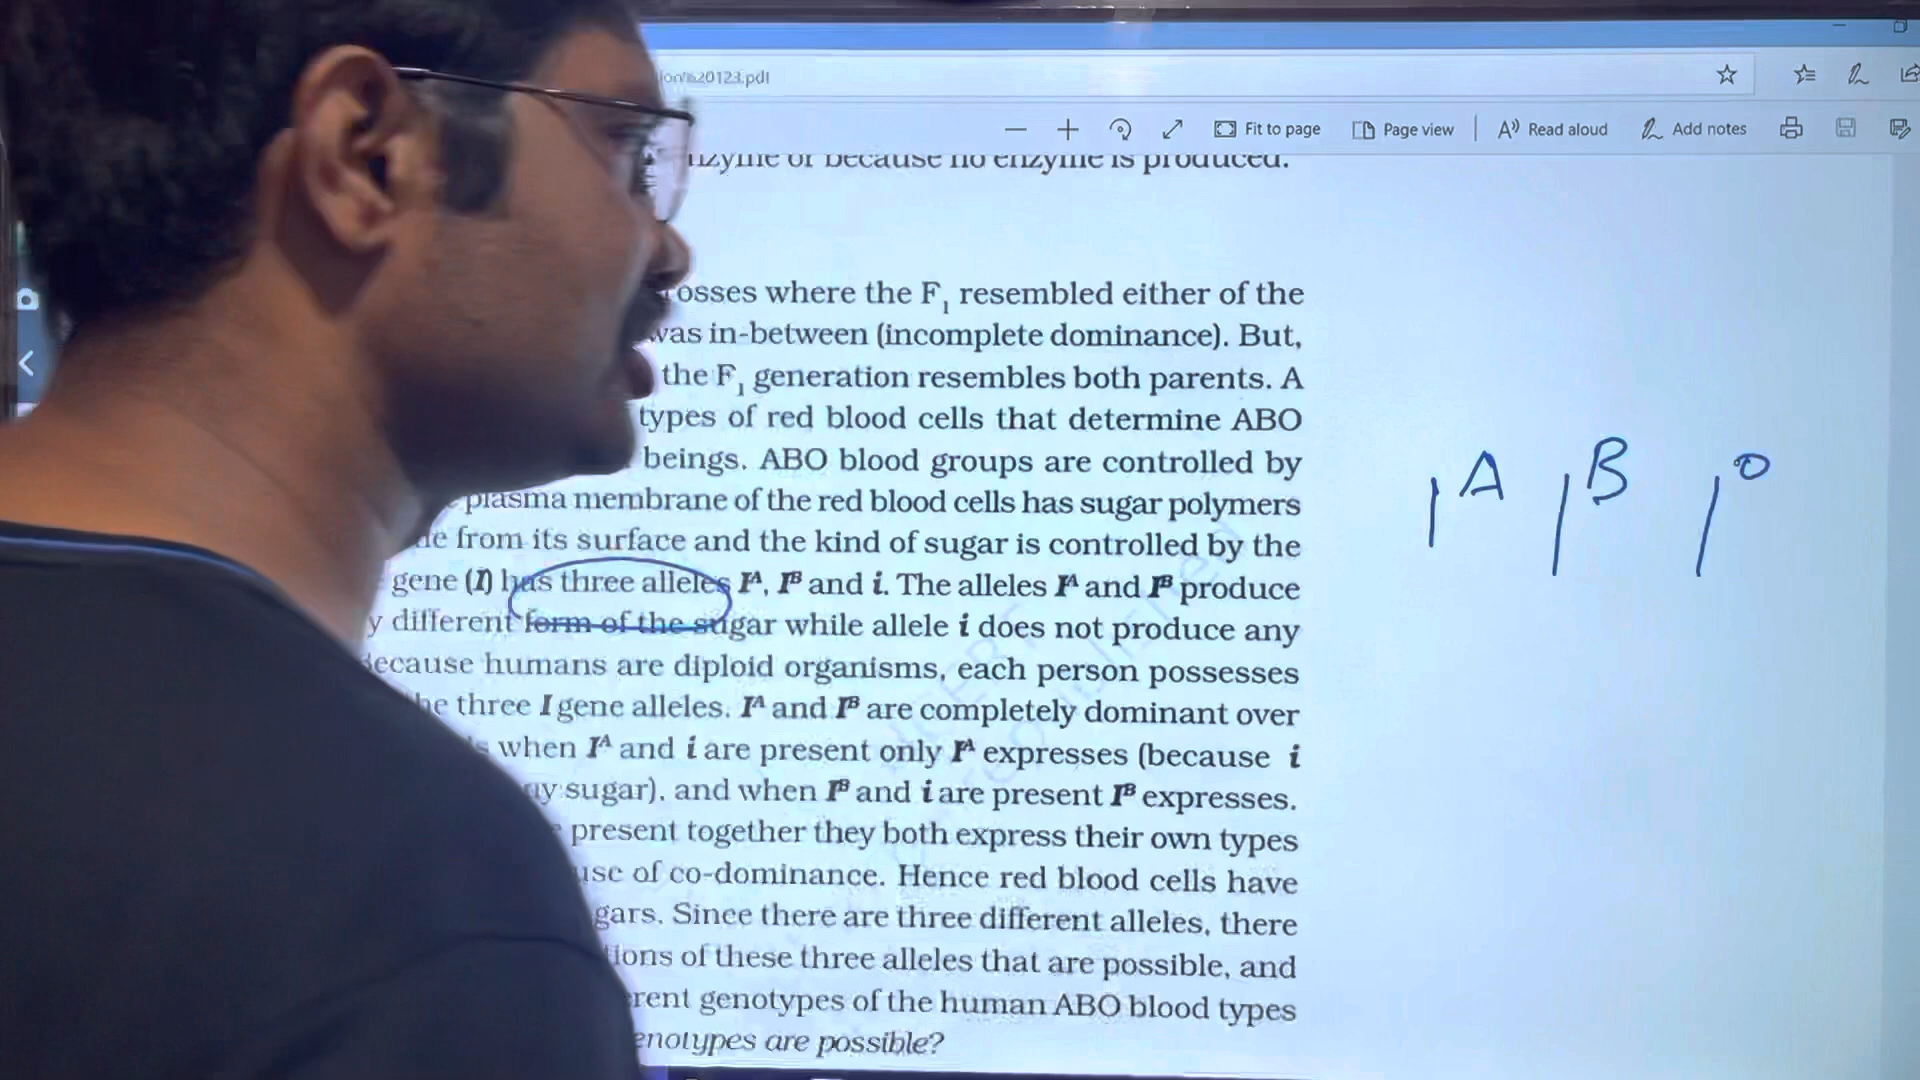 ion%20123.pdf
Fit to page Page view Read aloud Add notes
enzyme or because no enzyme is produced.
where the F1 resembled either of the
was in-between (incomplete dominance). But,
the F1 generation resembles both parents. A
types of red blood cells that determine ABO
beings. ABO blood groups are controlled by
plasma membrane of the red blood cells has sugar polymers
from its surface and the kind of sugar is controlled by the
gene (I) has three alleles Iᴬ, Iᴮ and i. The alleles Iᴬ and Iᴮ produce
y different form of the sugar while allele i does not produce any
ecause humans are diploid organisms, each person possesses
he three I gene alleles. Iᴬ and Iᴮ are completely dominant over
when Iᴬ and i are present only Iᴬ expresses (because i
ny sugar), and when Iᴮ and i are present Iᴮ expresses.
present together they both express their own types
use of co-dominance. Hence red blood cells have
gars. Since there are three different alleles, there
tions of these three alleles that are possible, and
rent genotypes of the human ABO blood types
enotypes are possible?
Iᴬ Iᴮ Iᴼ